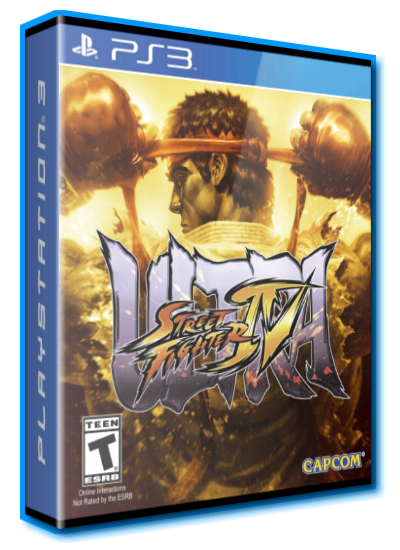 PS3
PLAYSTATION 3
ULTRA
STREET
FIGHTER IV
TEEN
T
ESRB
Online Interactions
Not Rated by the ESRB
CAPCOM